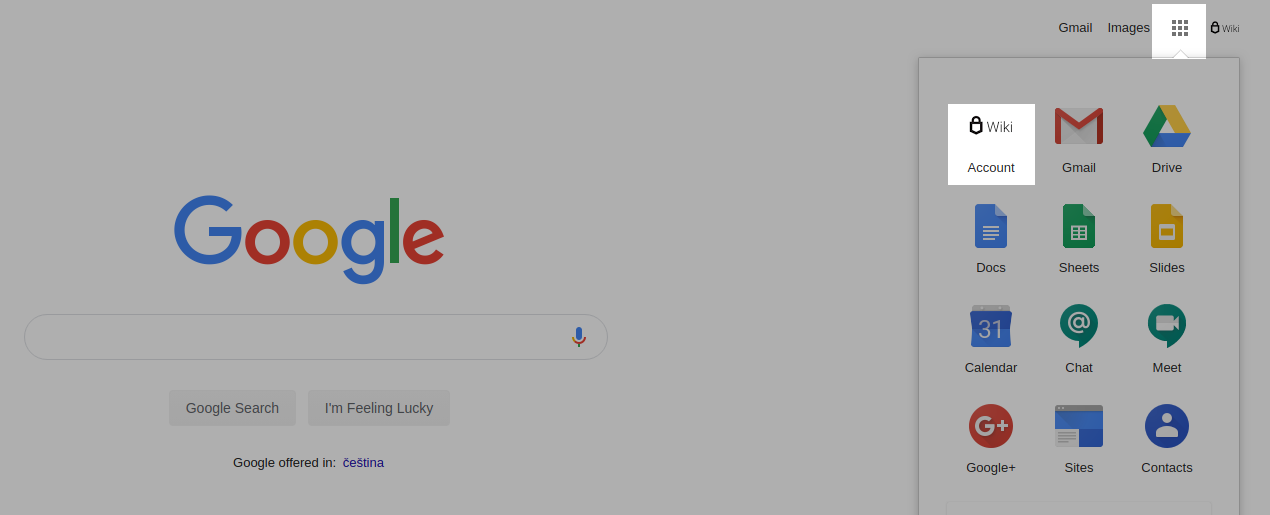 Gmail Images Wiki
Wiki
Account Gmail Drive
Google
Docs Sheets Slides
31
Calendar Chat Meet
Google Search I'm Feeling Lucky
G+
Google+ Sites Contacts
Google offered in: čeština